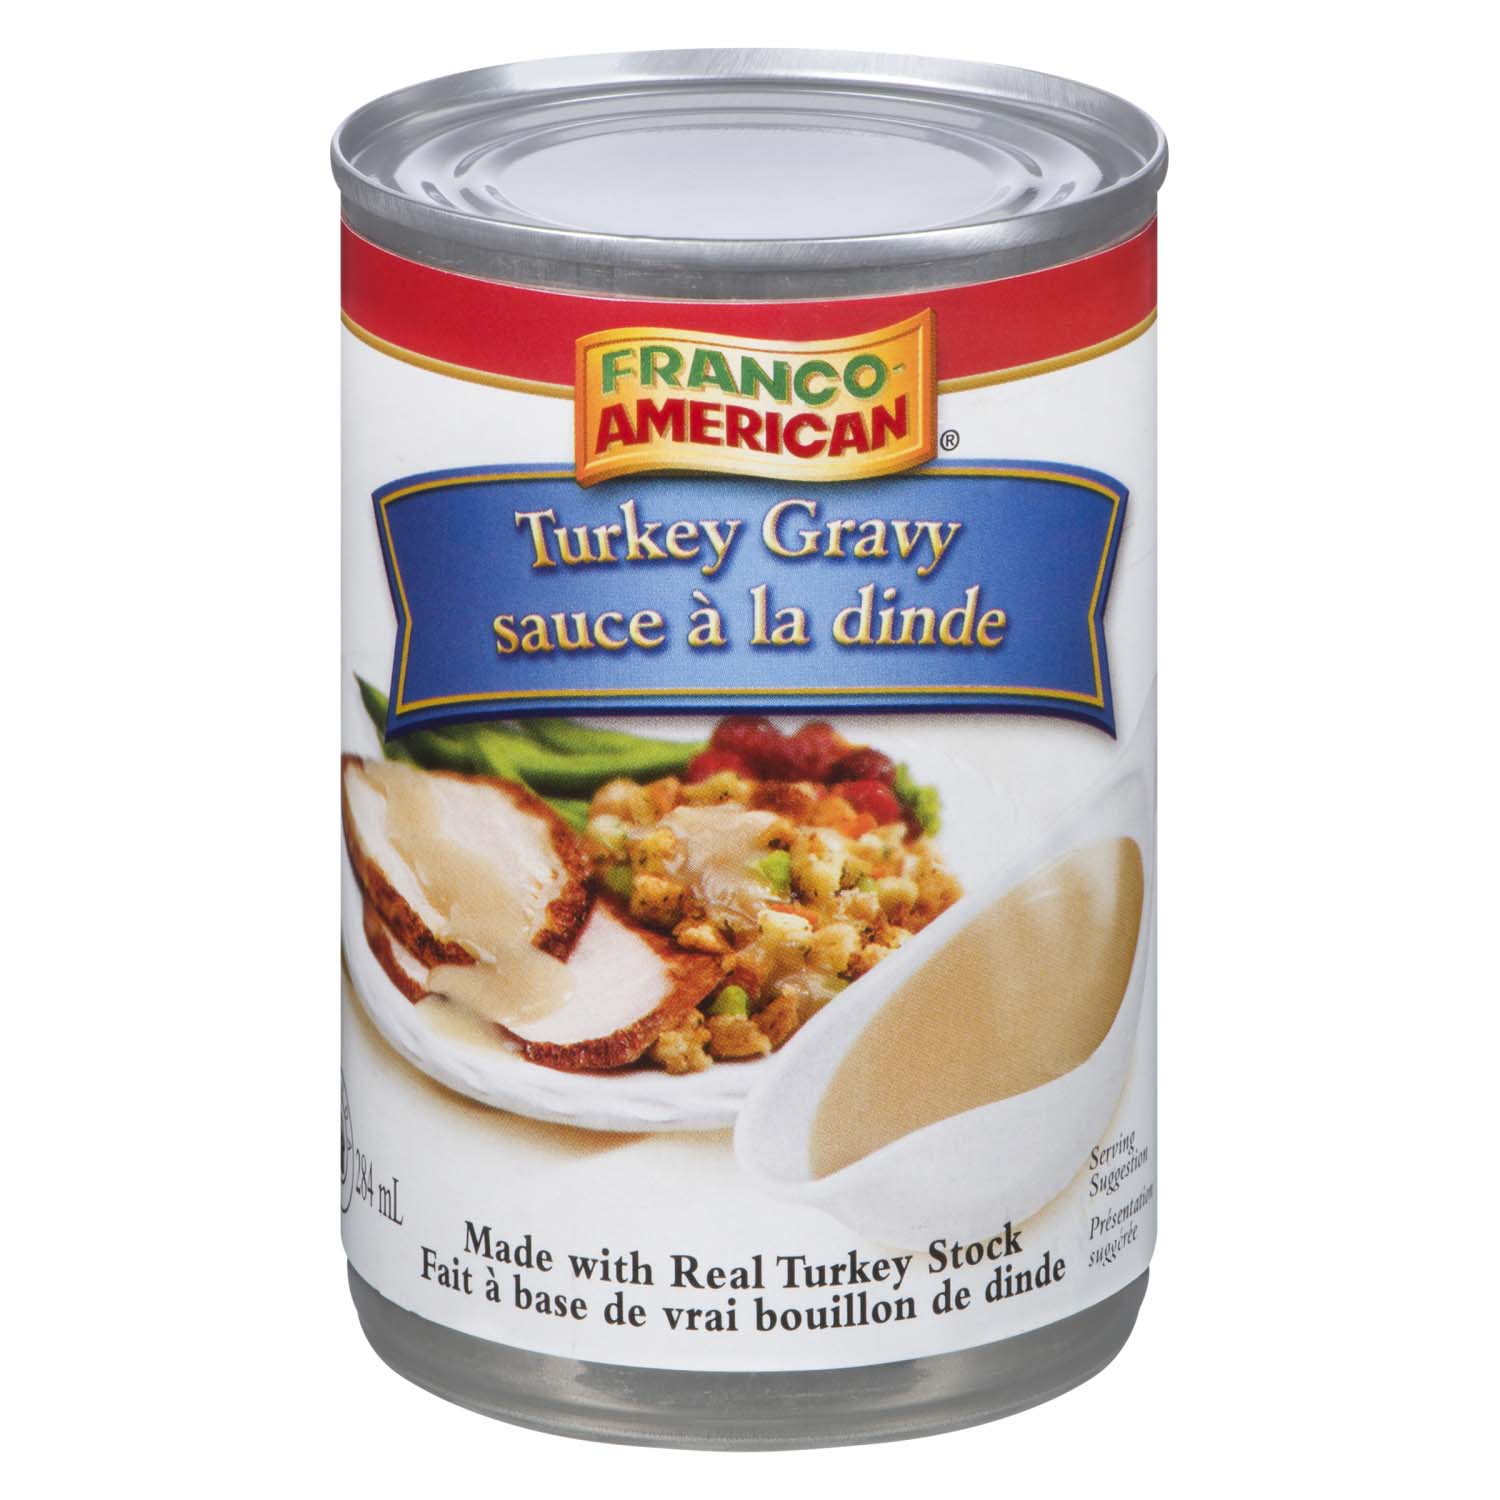 FRANCO-
AMERICAN®
Turkey Gravy
sauce à la dinde
Serving
Suggestion
Présentation
suggérée
284 mL
Made with Real Turkey Stock
Fait à base de vrai bouillon de dinde